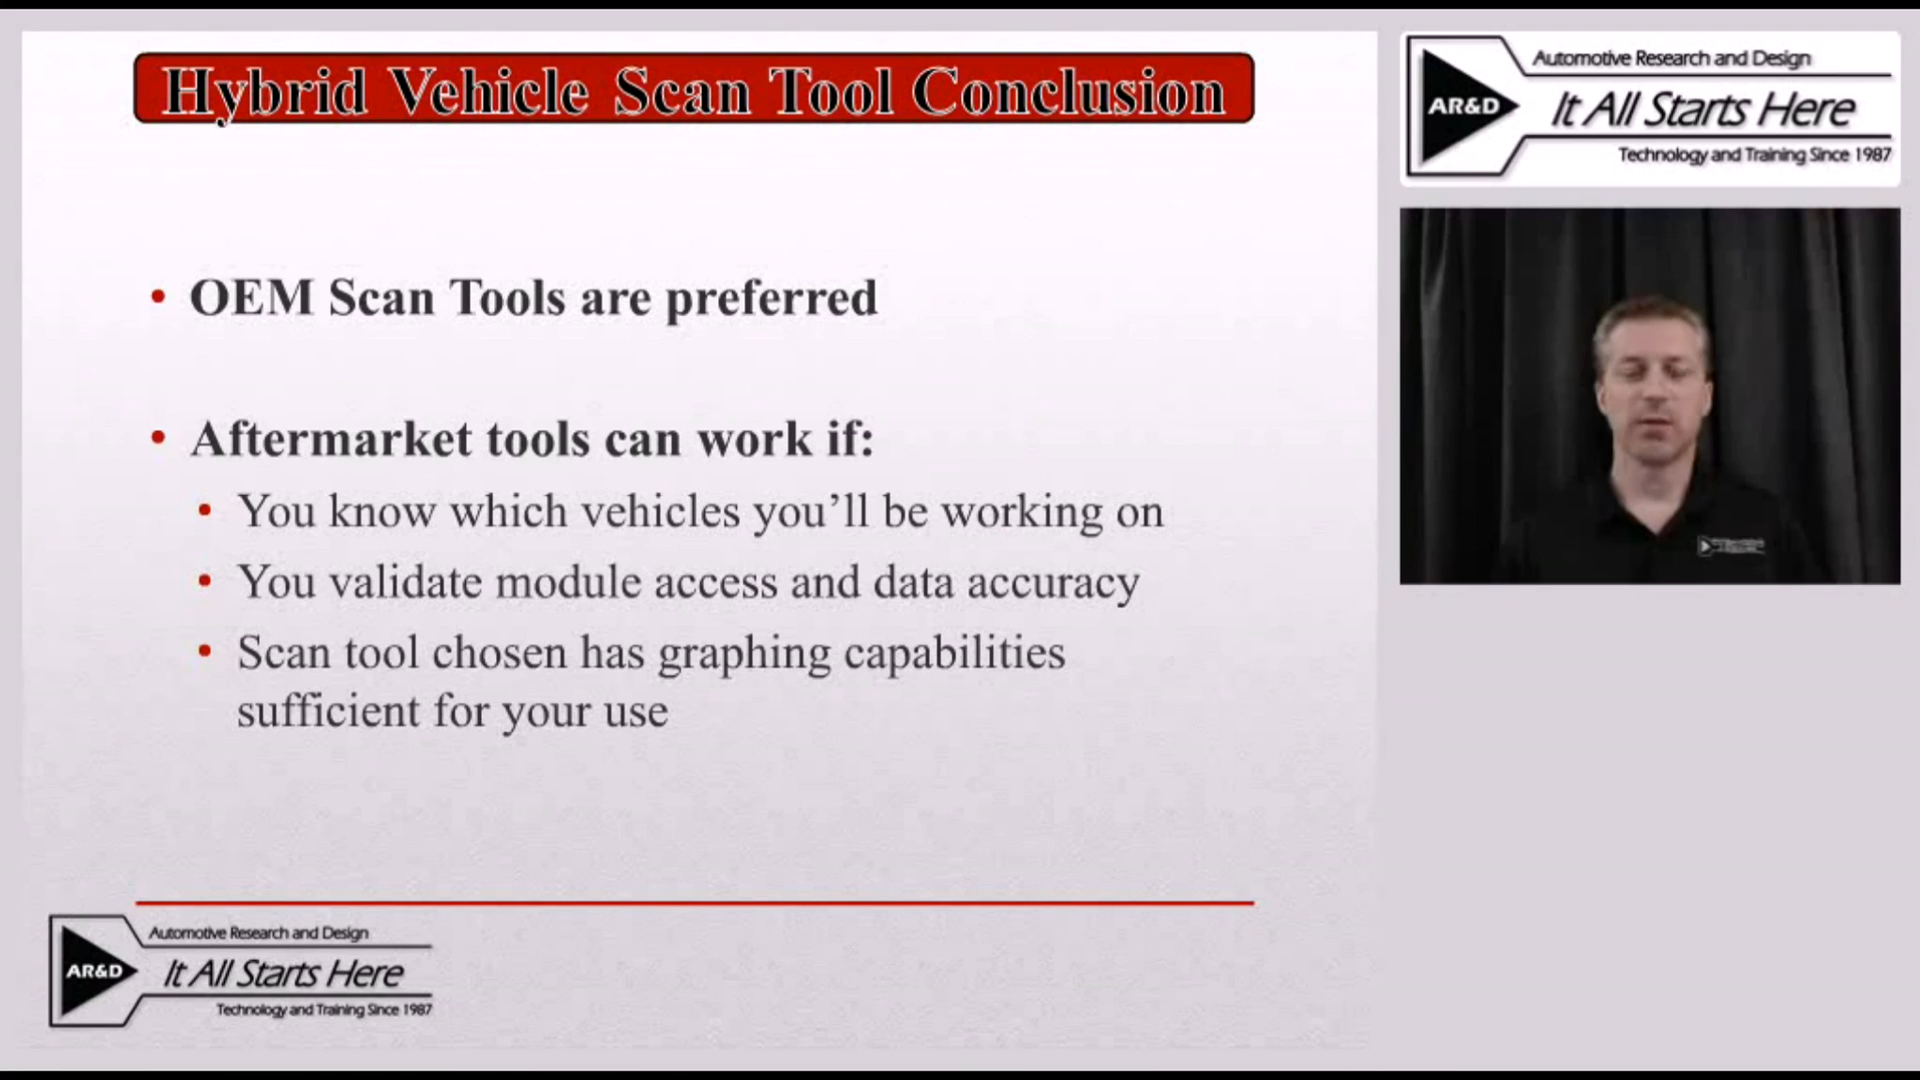 Hybrid Vehicle Scan Tool Conclusion
• OEM Scan Tools are preferred
• Aftermarket tools can work if:
• You know which vehicles you’ll be working on
• You validate module access and data accuracy
• Scan tool chosen has graphing capabilities
sufficient for your use
Automotive Research and Design
AR&D
It All Starts Here
Technology and Training Since 1987
Automotive Research and Design
AR&D
It All Starts Here
Technology and Training Since 1987